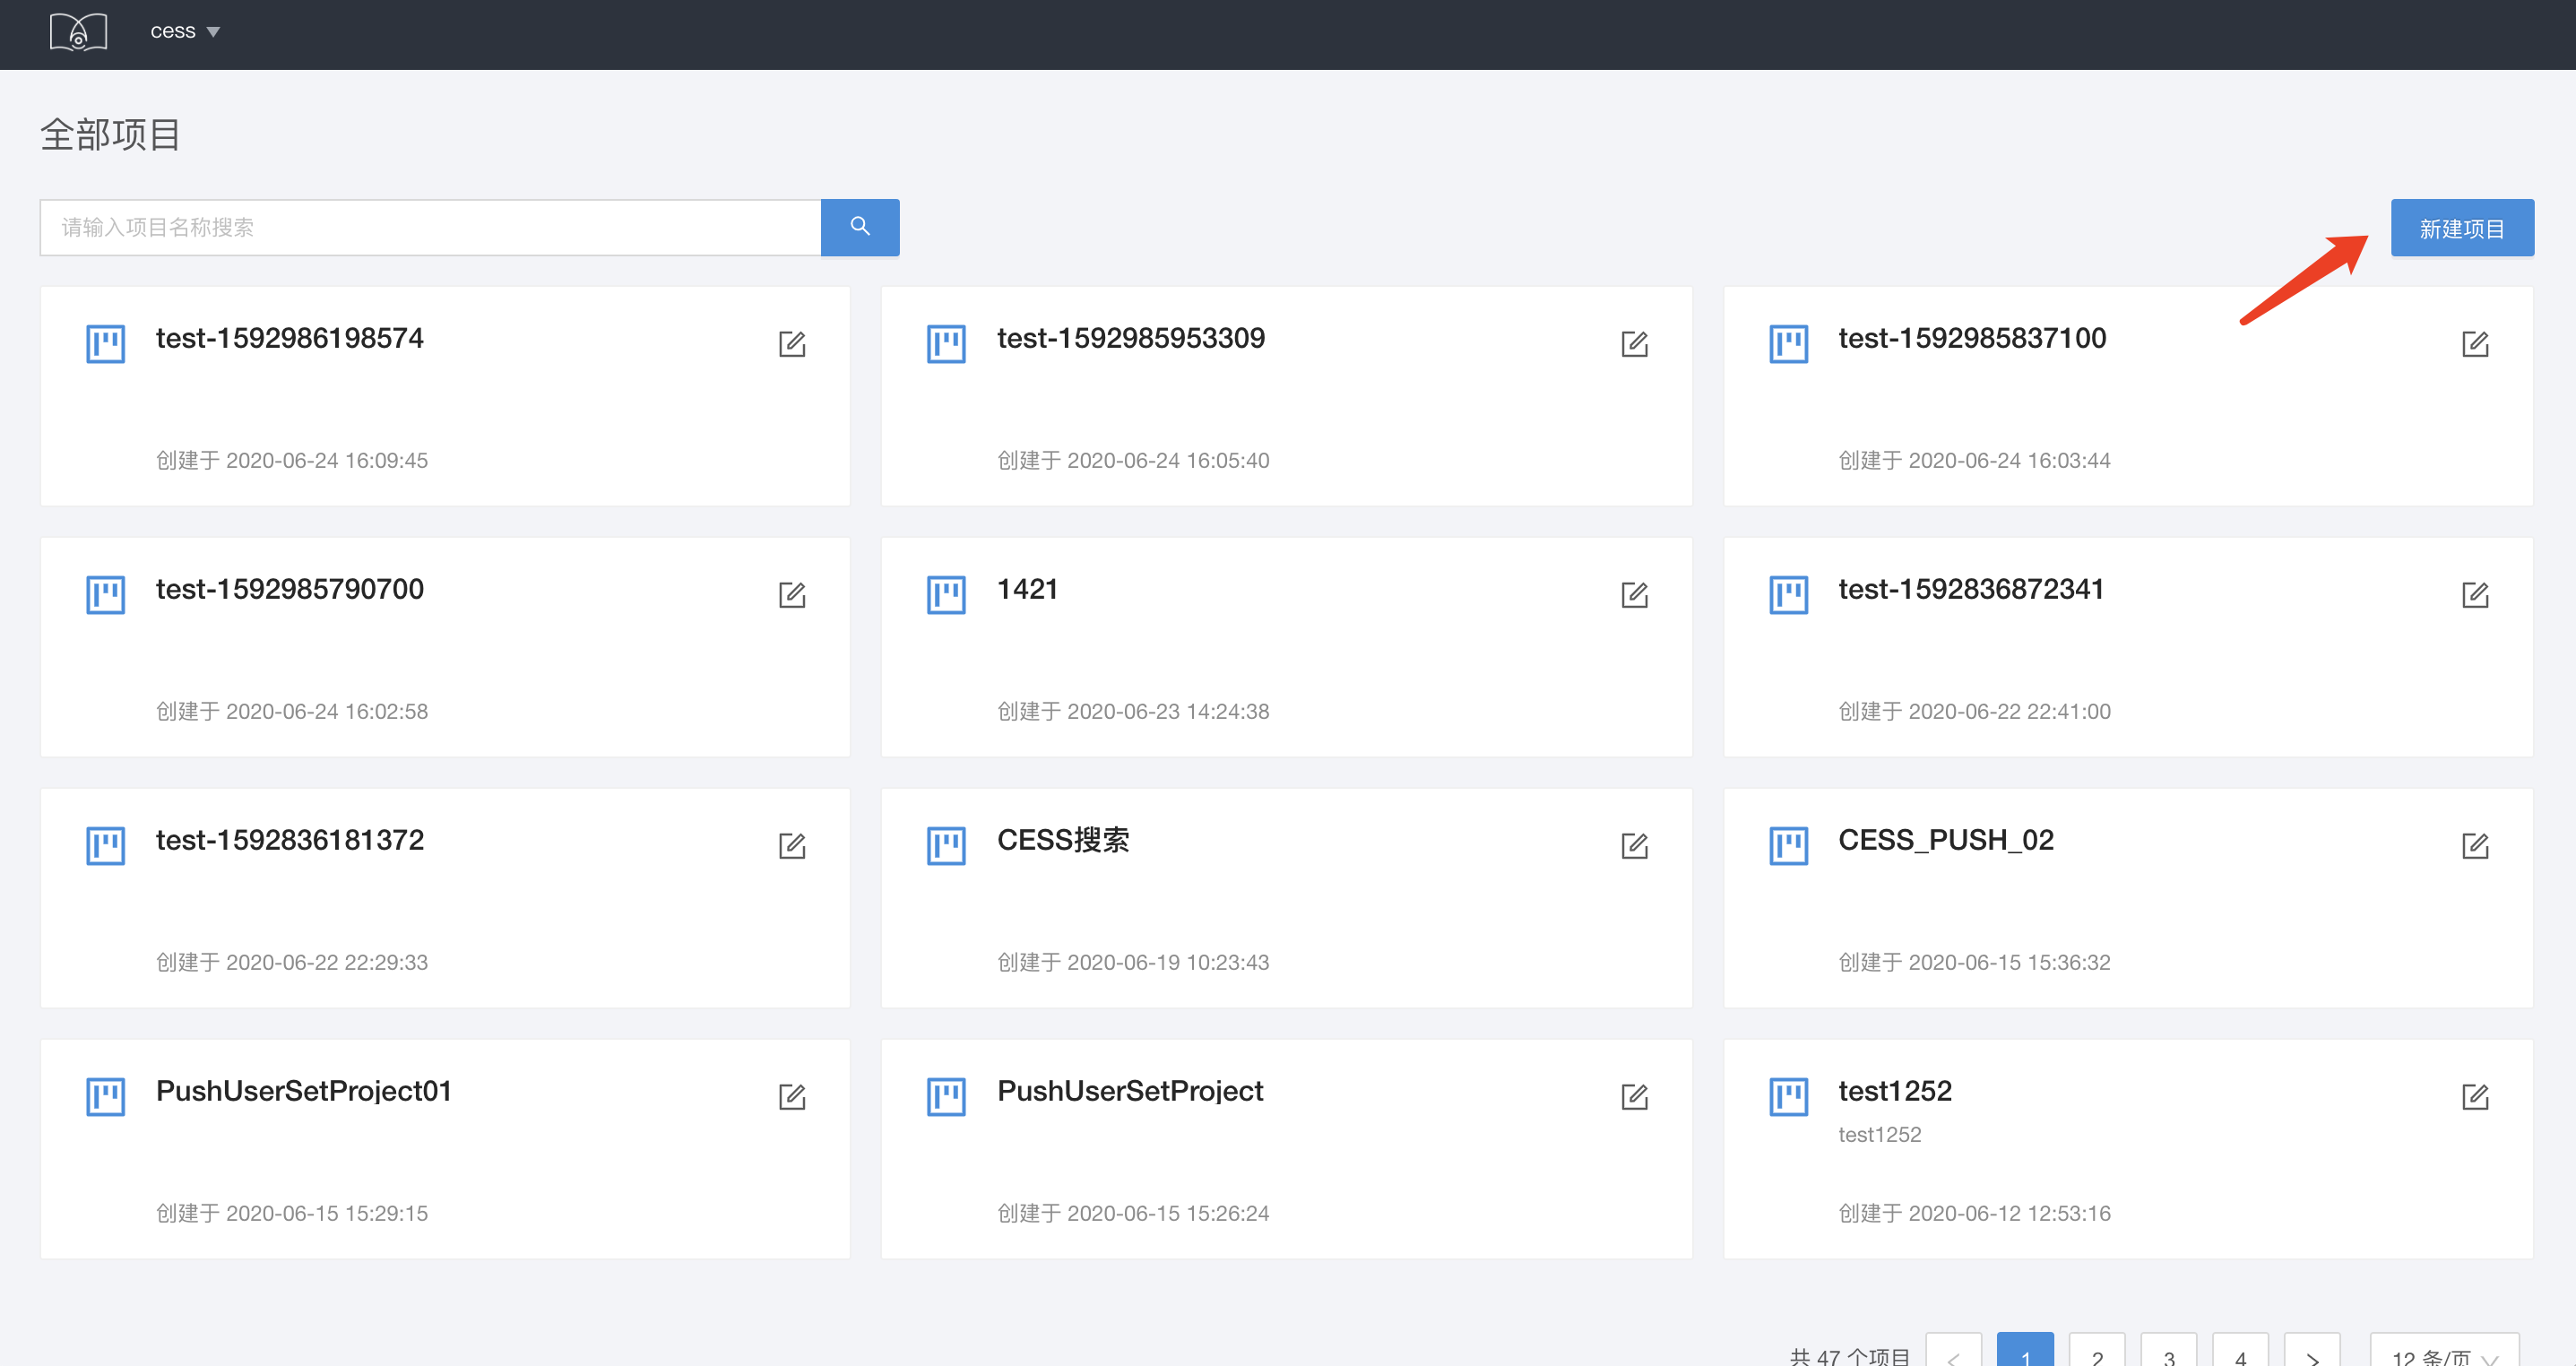 cess
全部项目
请输入项目名称搜索
新建项目
test-1592986198574
创建于 2020-06-24 16:09:45
test-1592985953309
创建于 2020-06-24 16:05:40
test-1592985837100
创建于 2020-06-24 16:03:44
test-1592985790700
创建于 2020-06-24 16:02:58
1421
创建于 2020-06-23 14:24:38
test-1592836872341
创建于 2020-06-22 22:41:00
test-1592836181372
创建于 2020-06-22 22:29:33
CESS搜索
创建于 2020-06-19 10:23:43
CESS_PUSH_02
创建于 2020-06-15 15:36:32
PushUserSetProject01
创建于 2020-06-15 15:29:15
PushUserSetProject
创建于 2020-06-15 15:26:24
test1252
test1252
创建于 2020-06-12 12:53:16
共 47 个项目 < 1 2 3 4 > 12 条/页